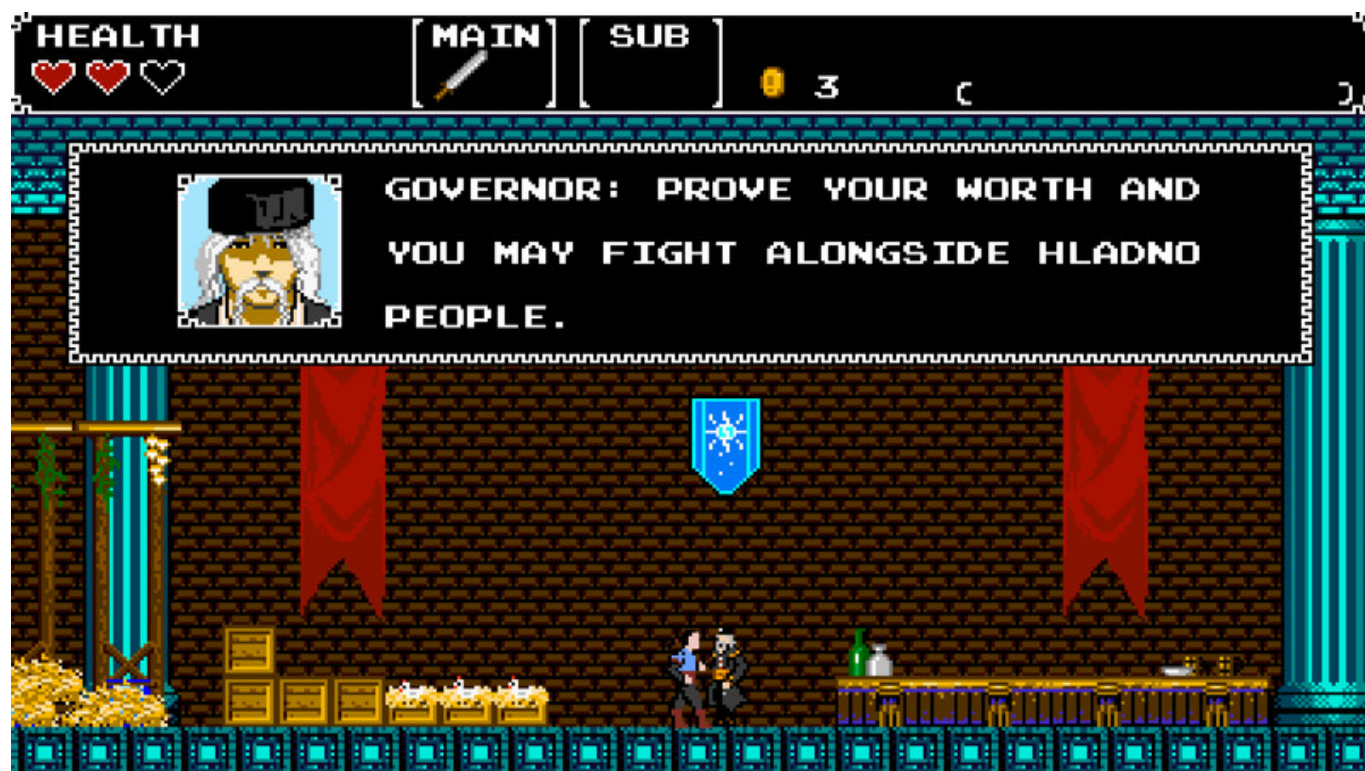 HEALTH
MAIN
SUB
3
GOVERNOR: PROVE YOUR WORTH AND
YOU MAY FIGHT ALONGSIDE HLADNO
PEOPLE.